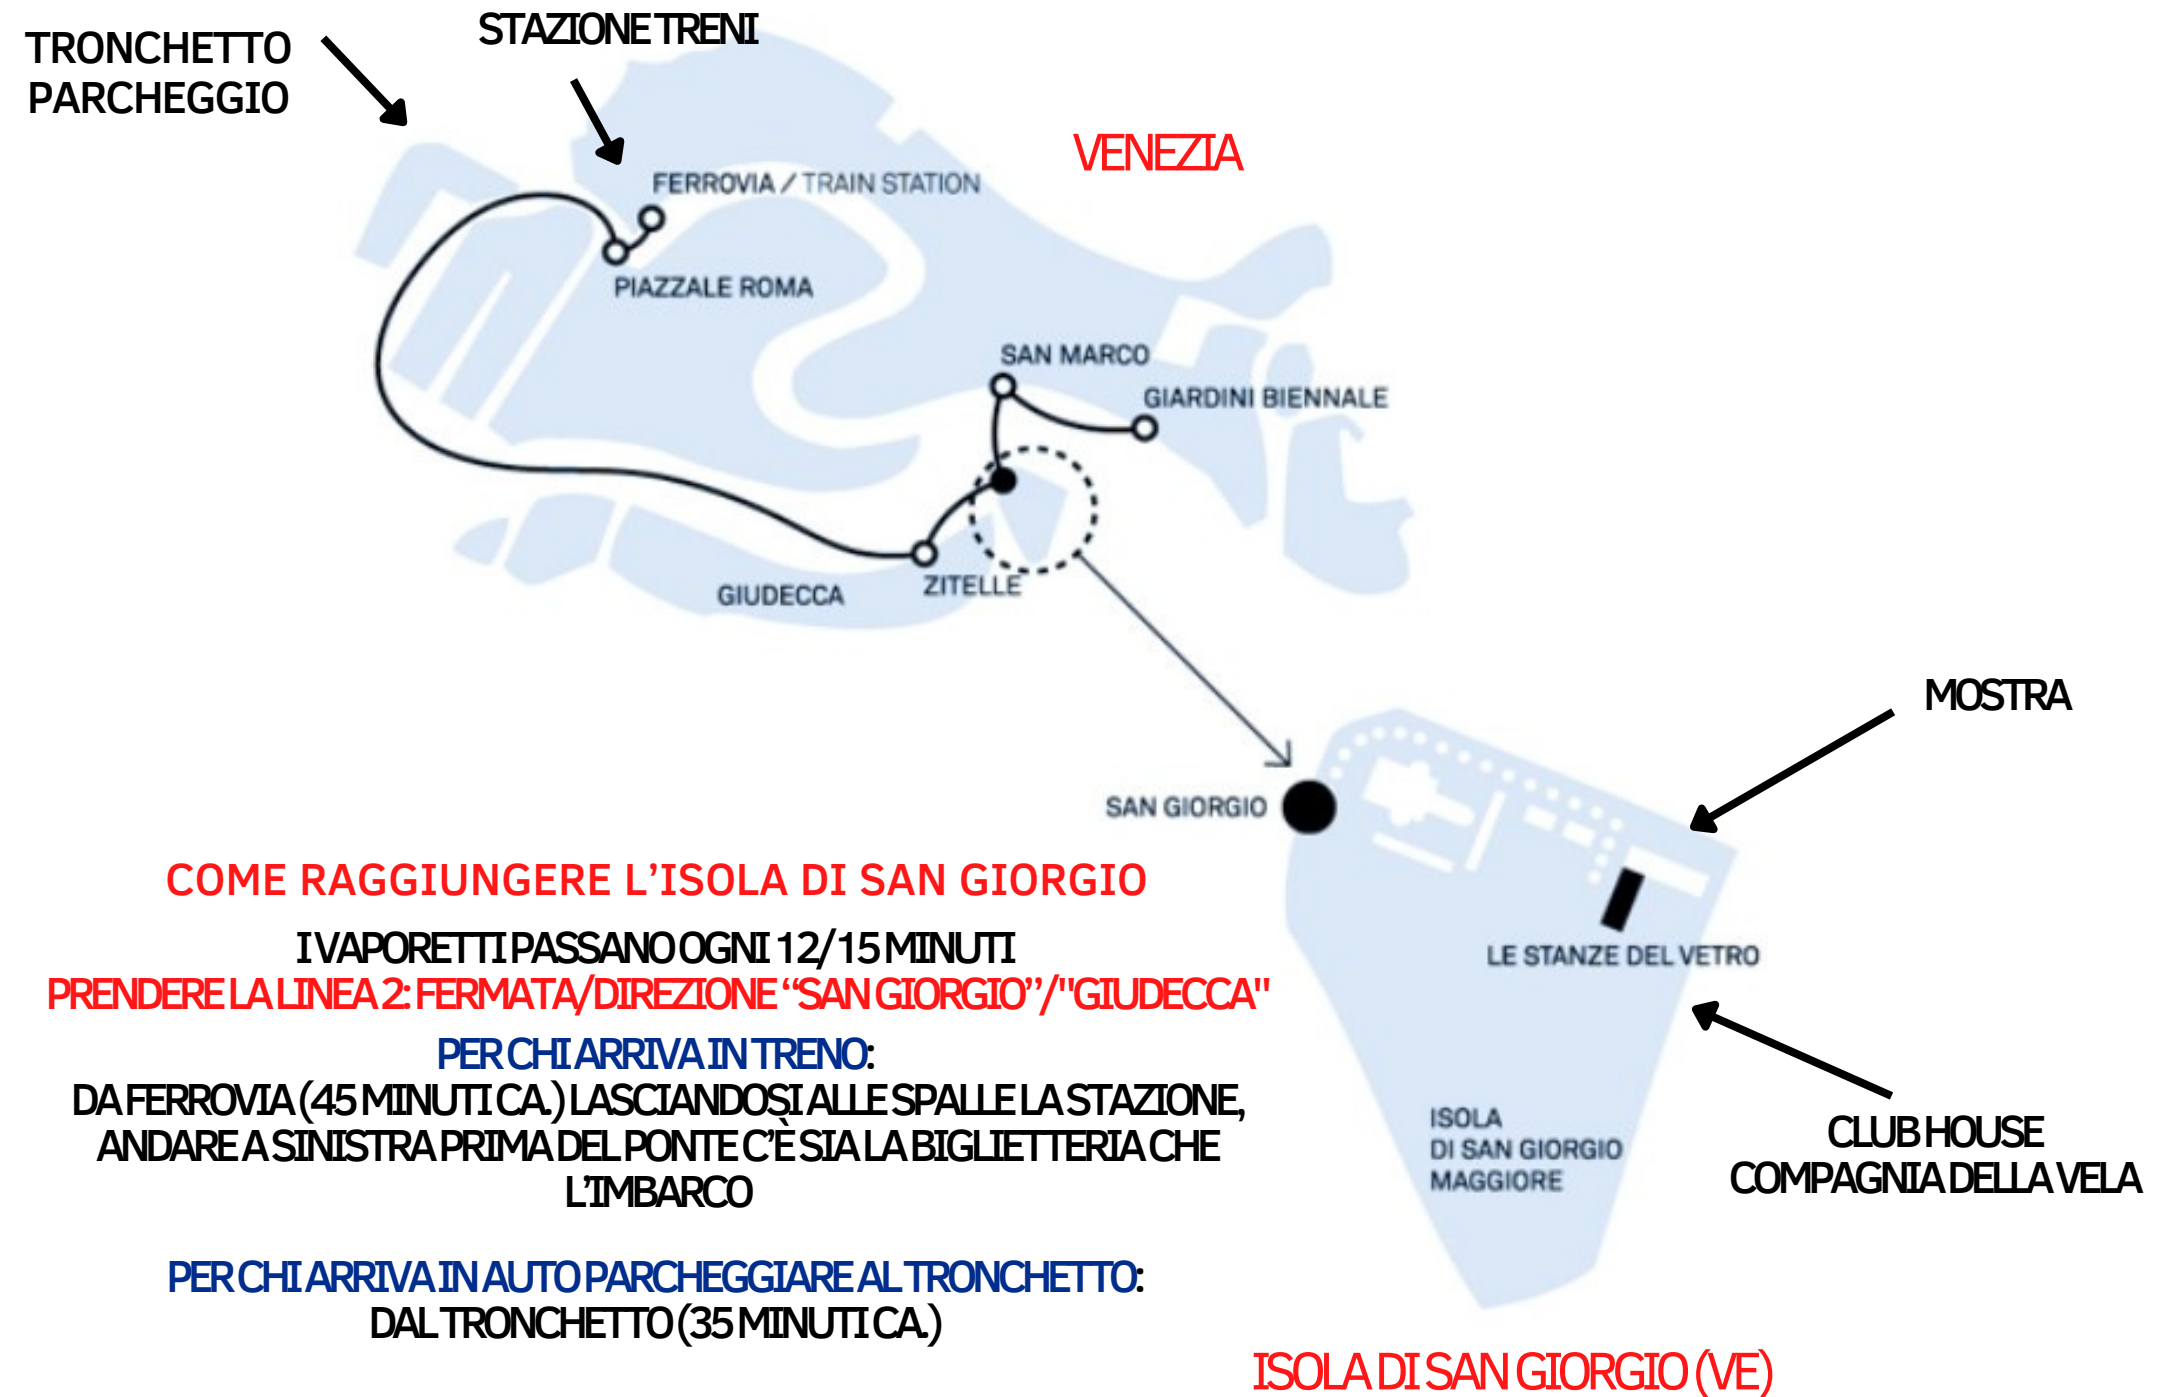 TRONCHETTO
PARCHEGGIO
STAZIONE TRENI
VENEZIA
FERROVIA / TRAIN STATION
PIAZZALE ROMA
SAN MARCO
GIARDINI BIENNALE
ZITELLE
GIUDECCA
MOSTRA
SAN GIORGIO
LE STANZE DEL VETRO
ISOLA
DI SAN GIORGIO
MAGGIORE
CLUB HOUSE
COMPAGNIA DELLA VELA
COME RAGGIUNGERE L’ISOLA DI SAN GIORGIO
I VAPORETTI PASSANO OGNI 12/15 MINUTI
PRENDERE LA LINEA 2: FERMATA/DIREZIONE “SAN GIORGIO”/"GIUDECCA"
PER CHI ARRIVA IN TRENO:
DA FERROVIA (45 MINUTI CA.) LASCIANDOSI ALLE SPALLE LA STAZIONE,
ANDARE A SINISTRA PRIMA DEL PONTE C’È SIA LA BIGLIETTERIA CHE
L’IMBARCO
PER CHI ARRIVA IN AUTO PARCHEGGIARE AL TRONCHETTO:
DAL TRONCHETTO (35 MINUTI CA.)
ISOLA DI SAN GIORGIO (VE)